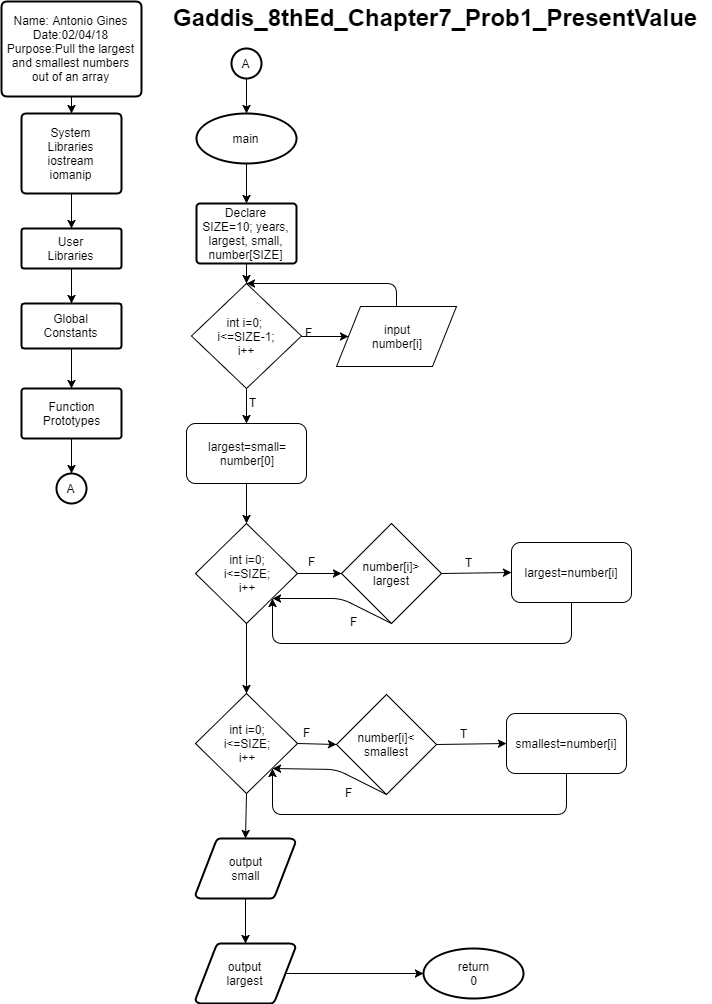 Gaddis_8thEd_Chapter7_Prob1_PresentValue
Name: Antonio Gines
Date:02/04/18
Purpose:Pull the largest
and smallest numbers
out of an array
System
Libraries
iostream
iomanip
User
Libraries
Global
Constants
Function
Prototypes
A
A
main
Declare
SIZE=10; years,
largest, small,
number[SIZE]
int i=0;
i<=SIZE-1;
i++
F
input
number[i]
T
largest=small=
number[0]
int i=0;
i<=SIZE;
i++
F
number[i]>
largest
T
largest=number[i]
F
int i=0;
i<=SIZE;
i++
F
number[i]<
smallest
T
smallest=number[i]
F
output
small
output
largest
return
0